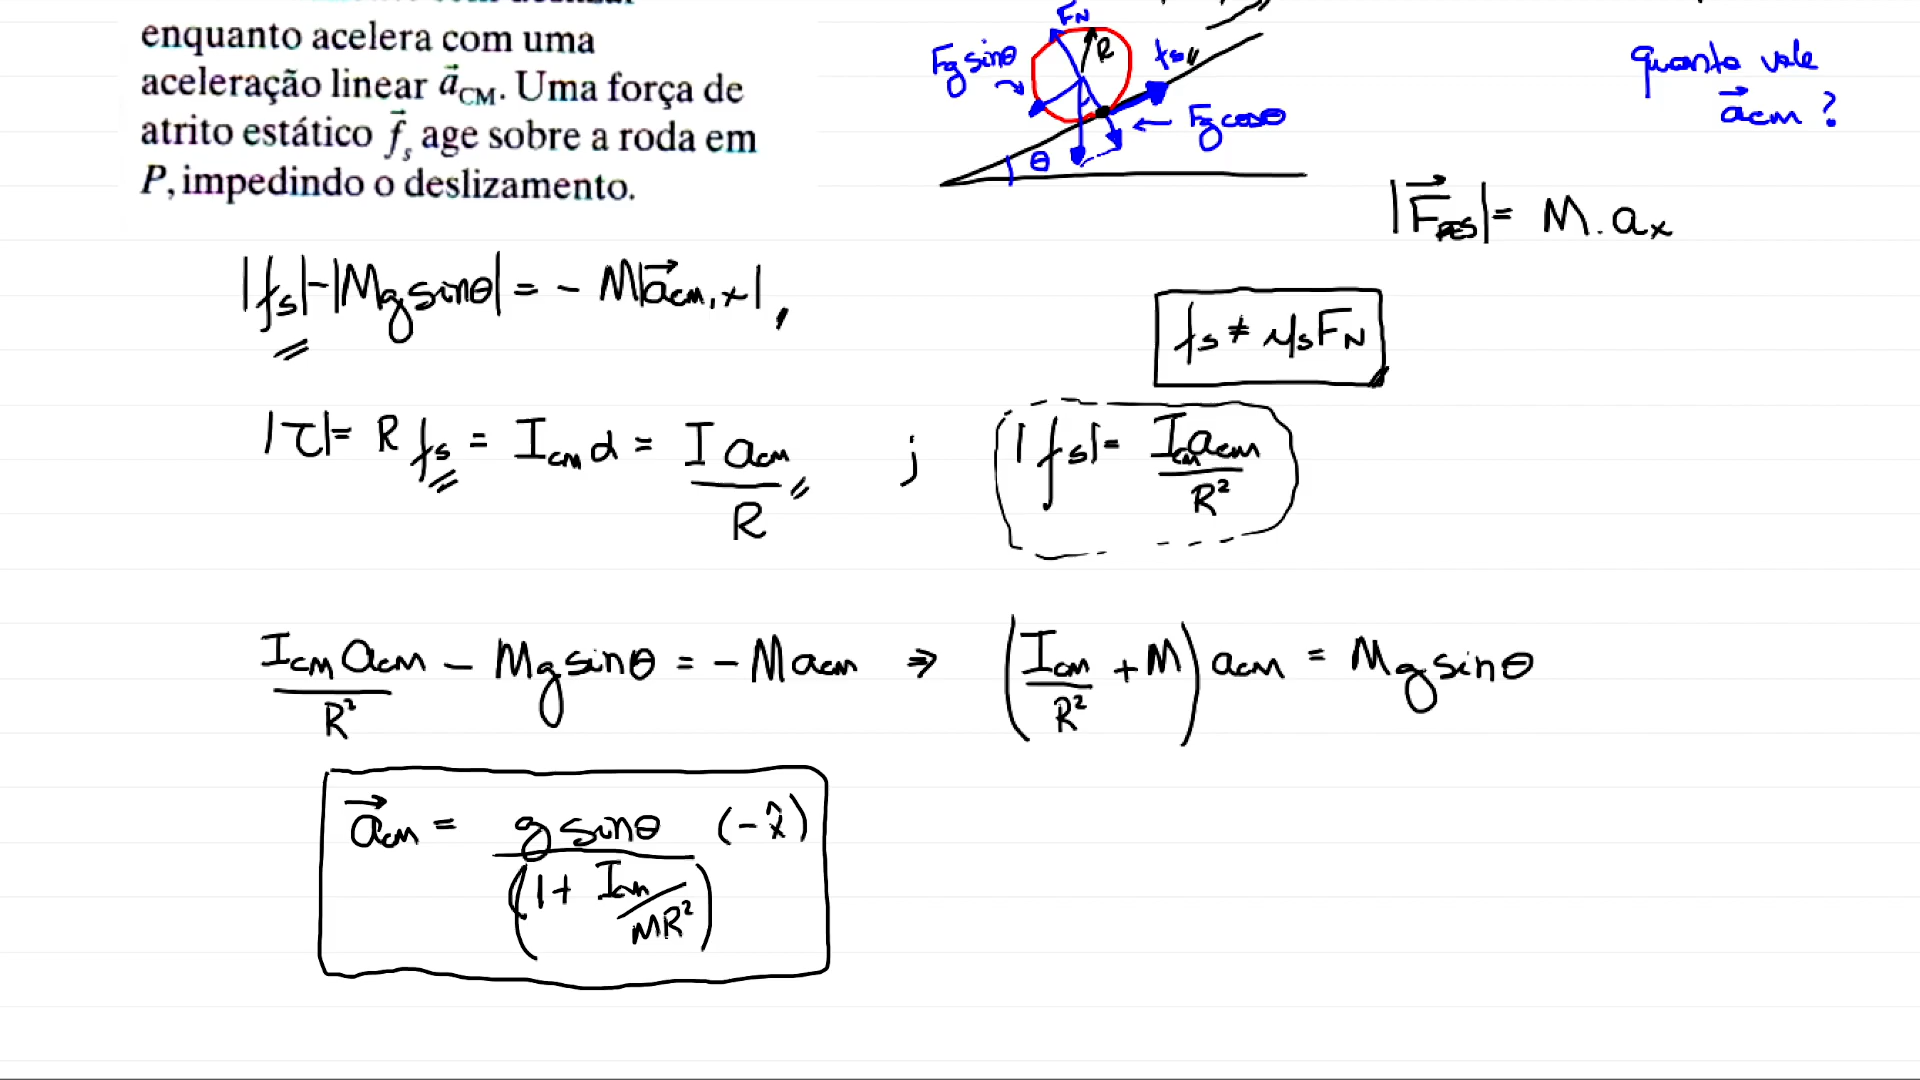 enquanto acelera com uma
aceleração linear a⃗CM. Uma força de
atrito estático f⃗s age sobre a roda em
P, impedindo o deslizamento.
FN
R
Fg sinθ
fs
Fg cosθ
θ
quanto vale
a⃗cm ?
|F⃗RES| = M . ax
|fs| - |Mg sinθ| = - M|a⃗cm,x|,
fs ≠ μsFN
|τ| = R fs = Icm α = I acm / R ; |fs| = Icm acm / R²
Icm acm / R² - Mg sinθ = - M acm ⇒ (Icm / R² + M) acm = Mg sinθ
a⃗cm = g sinθ / (1 + Icm / MR²) (-x̂)